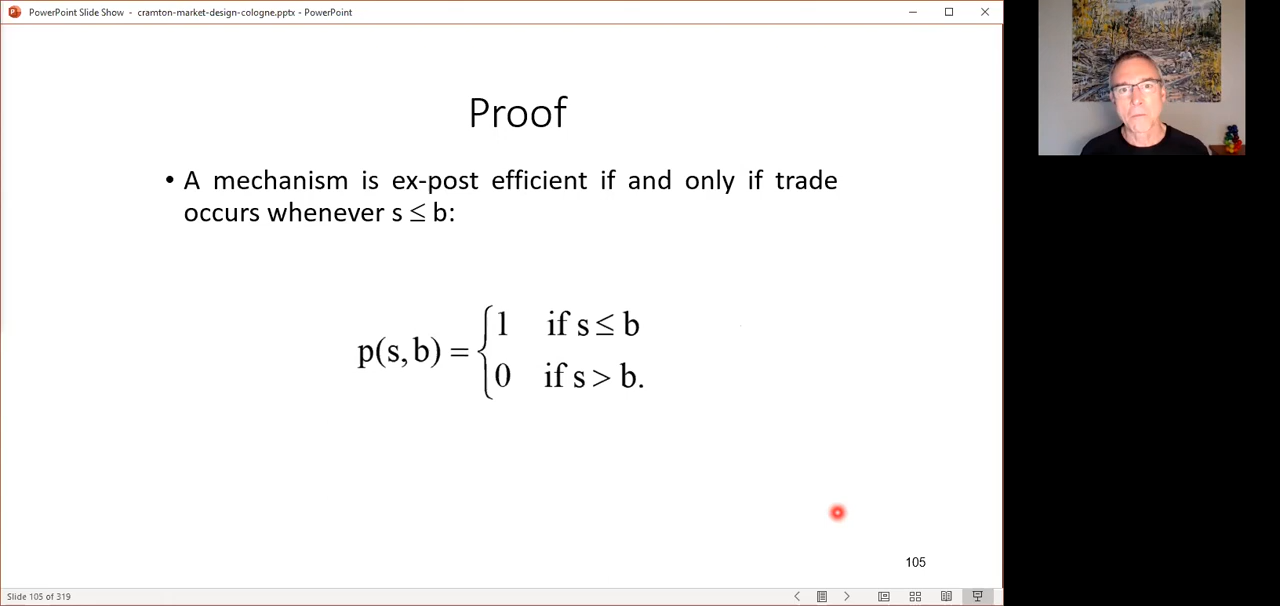 PowerPoint Slide Show - cramton-market-design-cologne.pptx - PowerPoint
Proof
• A mechanism is ex-post efficient if and only if trade
occurs whenever s ≤ b:
p(s, b) = { 1 if s ≤ b
0 if s > b.
105
Slide 105 of 319